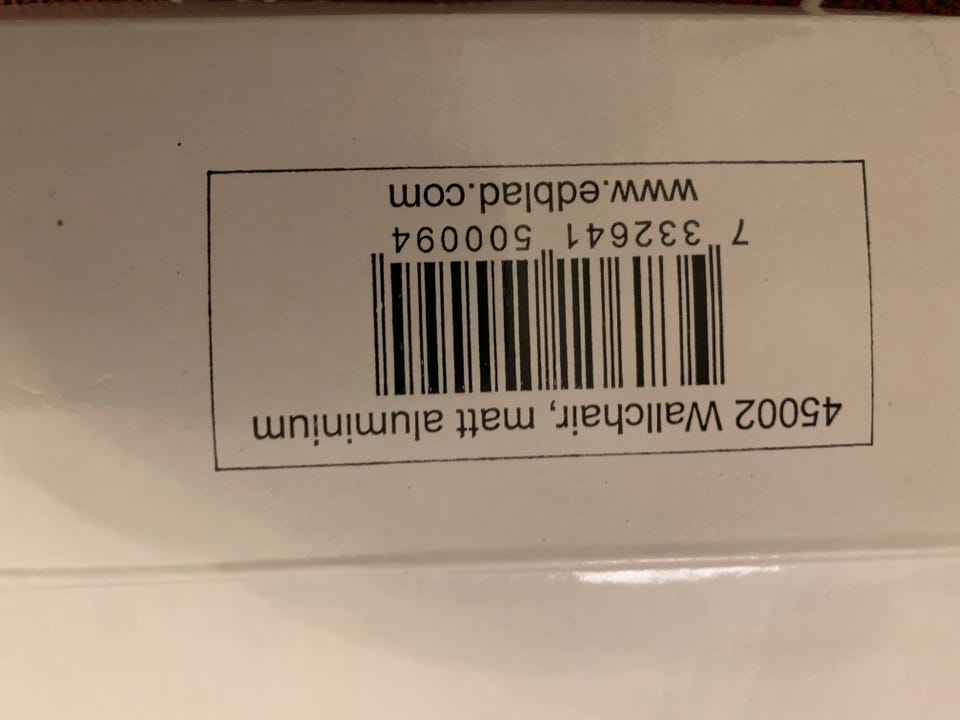 45002 Wallchair, matt aluminium
7 332641 500094
www.edblad.com